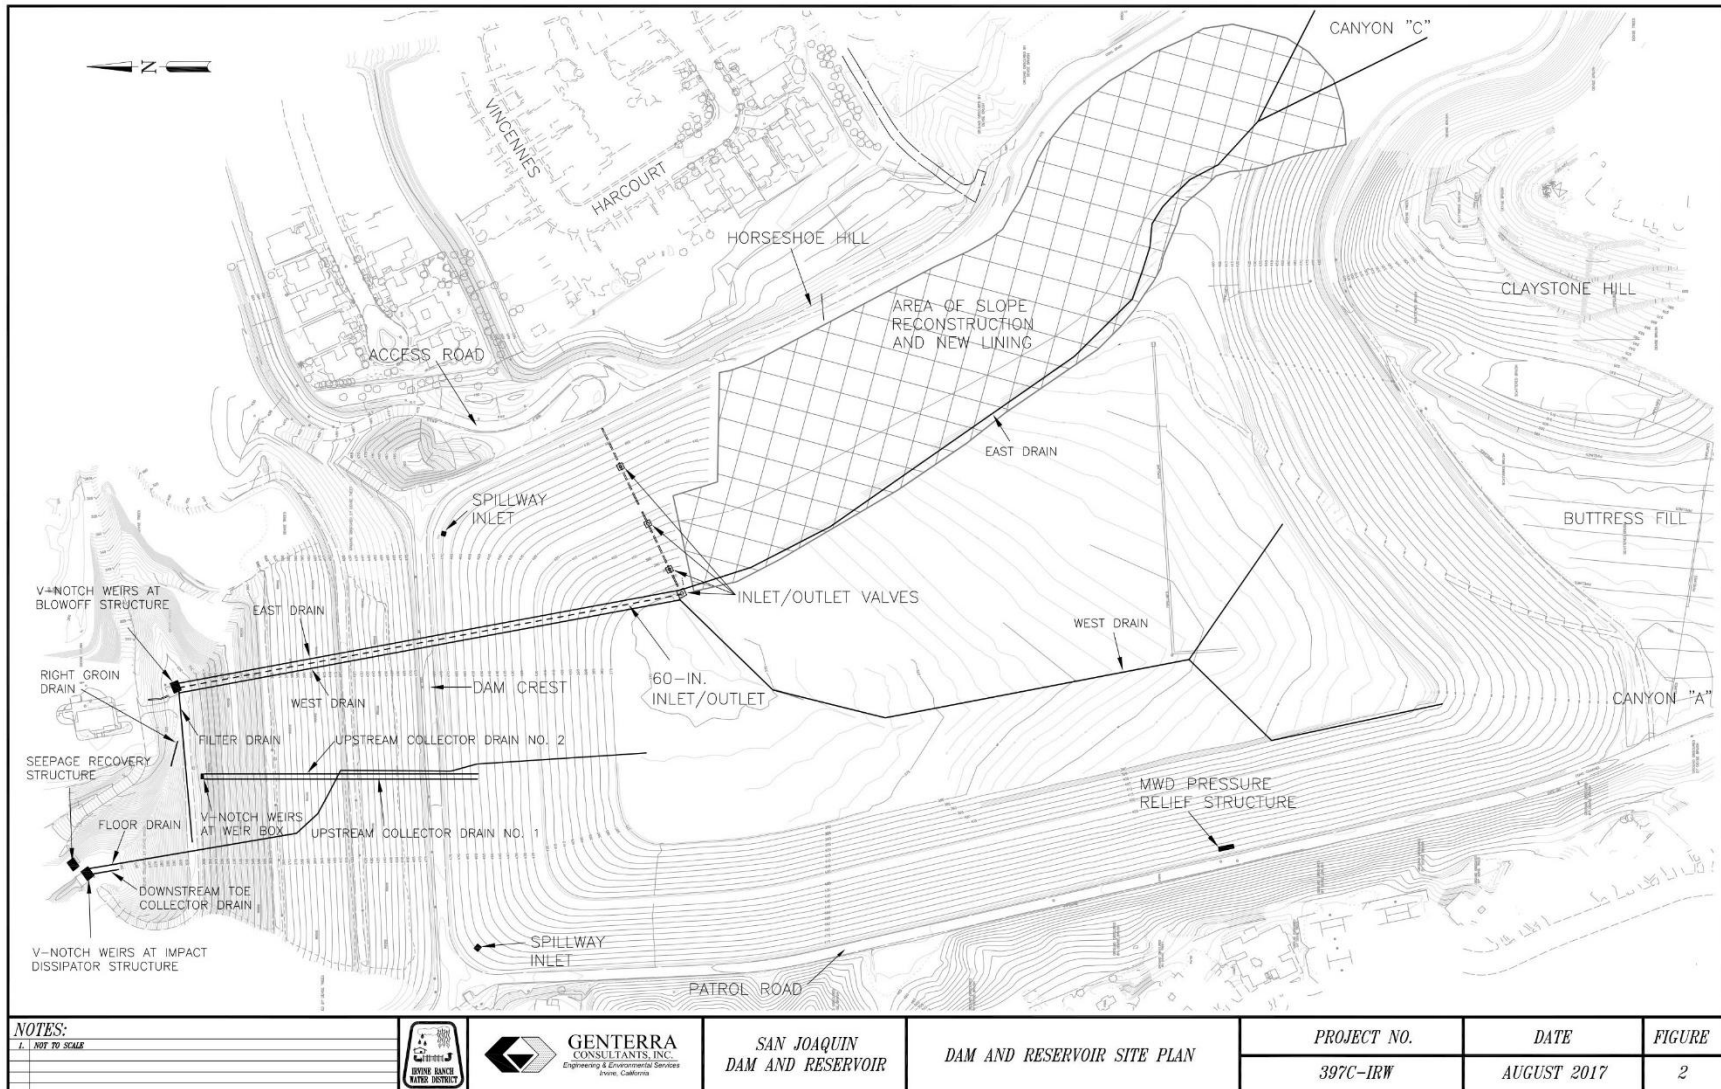 CANYON "C"
N
VINCENNES
HARCOURT
HORSESHOE HILL
CLAYSTONE HILL
AREA OF SLOPE
RECONSTRUCTION
AND NEW LINING
ACCESS ROAD
EAST DRAIN
SPILLWAY
INLET
BUTTRESS FILL
V-NOTCH WEIRS AT
BLOWOFF STRUCTURE
EAST DRAIN
INLET/OUTLET VALVES
WEST DRAIN
RIGHT GROIN
DRAIN
60-IN.
INLET/OUTLET
DAM CREST
WEST DRAIN
CANYON "A"
FILTER DRAIN
UPSTREAM COLLECTOR DRAIN NO. 2
SEEPAGE RECOVERY
STRUCTURE
MWD PRESSURE
RELIEF STRUCTURE
V-NOTCH WEIRS
AT WEIR BOX
FLOOR DRAIN
UPSTREAM COLLECTOR DRAIN NO. 1
DOWNSTREAM TOE
COLLECTOR DRAIN
V-NOTCH WEIRS AT IMPACT
DISSIPATOR STRUCTURE
SPILLWAY
INLET
PATROL ROAD
NOTES:
1. NOT TO SCALE
IRVINE RANCH
WATER DISTRICT
GENTERRA
CONSULTANTS, INC.
Engineering & Environmental Services
Irvine, California
SAN JOAQUIN
DAM AND RESERVOIR
DAM AND RESERVOIR SITE PLAN
PROJECT NO.
397C-IRW
DATE
AUGUST 2017
FIGURE
2